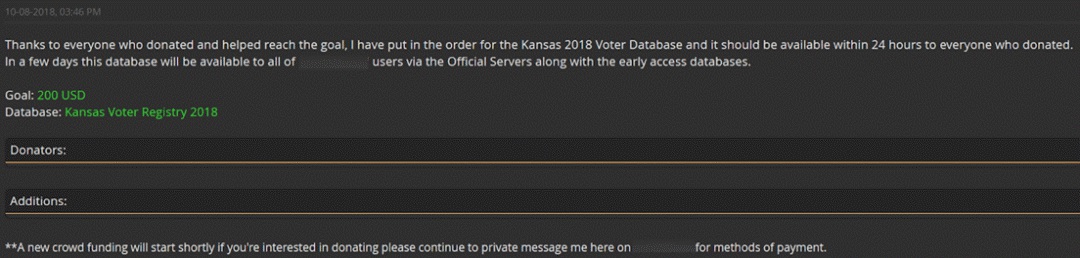 10-08-2018, 03:46 PM
Thanks to everyone who donated and helped reach the goal, I have put in the order for the Kansas 2018 Voter Database and it should be available within 24 hours to everyone who donated.
In a few days this database will be available to all of users via the Official Servers along with the early access databases.
Goal: 200 USD
Database: Kansas Voter Registry 2018
Donators:
Additions:
**A new crowd funding will start shortly if you're interested in donating please continue to private message me here on for methods of payment.